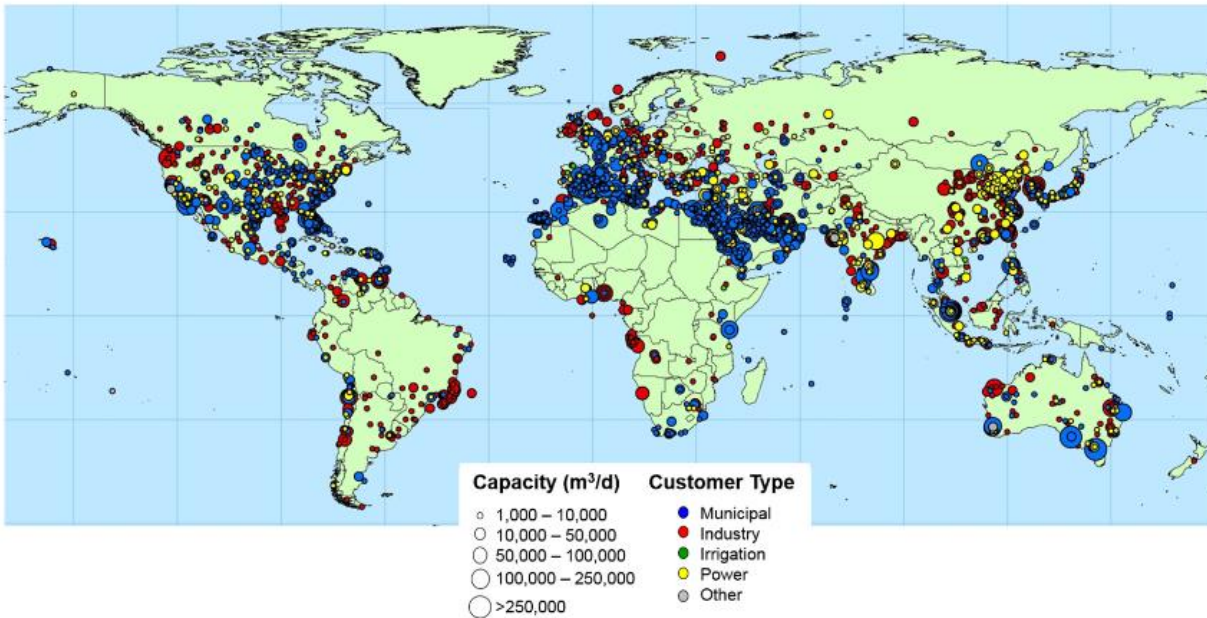 Capacity (m³/d)
1,000 – 10,000
10,000 – 50,000
50,000 – 100,000
100,000 – 250,000
>250,000
Customer Type
Municipal
Industry
Irrigation
Power
Other